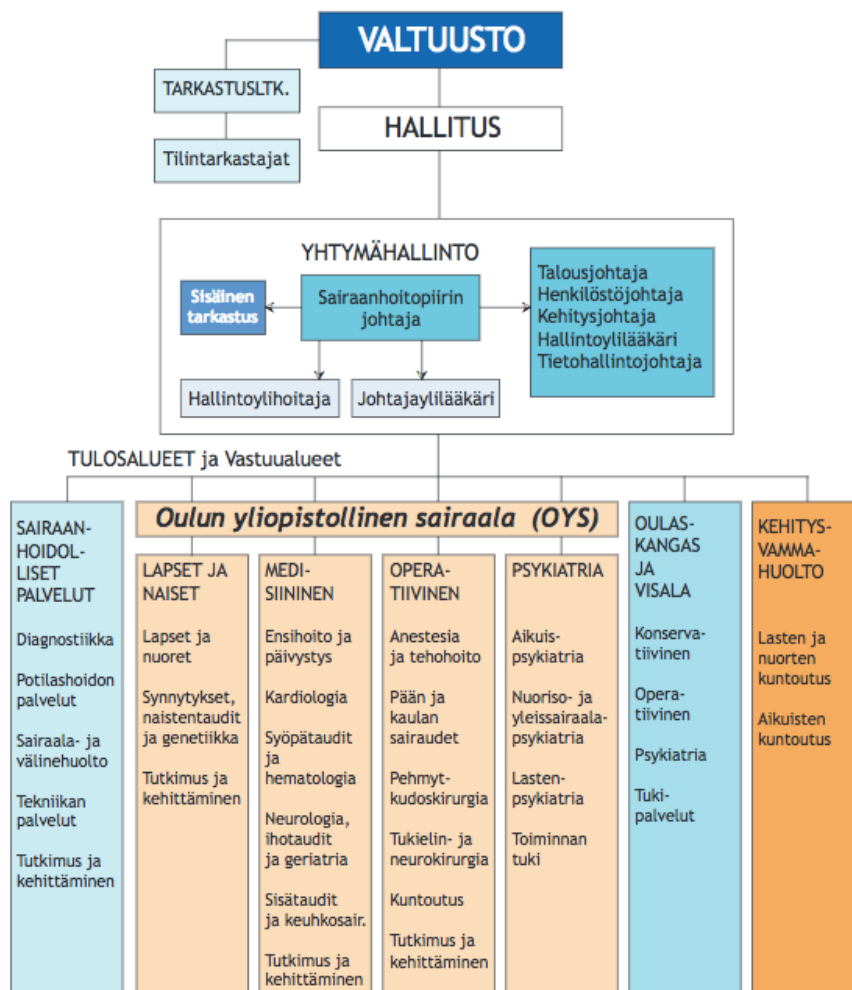 VALTUUSTO
TARKASTUSLTK.
Tilintarkastajat
HALLITUS
YHTYMÄHALLINTO
Sisäinen
tarkastus
Sairaanhoitopiirin
johtaja
Talousjohtaja
Henkilöstöjohtaja
Kehitysjohtaja
Hallintoylilääkäri
Tietohallintojohtaja
Hallintoylihoitaja
Johtajaylilääkäri
TULOSALUEET ja Vastuualueet
SAIRAAN-
HOIDOL-
LISET
PALVELUT
Diagnostiikka
Potilashoidon
palvelut
Sairaala- ja
välinehuolto
Tekniikan
palvelut
Tutkimus ja
kehittäminen
Oulun yliopistollinen sairaala (OYS)
LAPSET JA
NAISET
Lapset ja
nuoret
Synnytykset,
naistentaudit
ja genetiikka
Tutkimus ja
kehittäminen
MEDI-
SIININEN
Ensihoito ja
päivystys
Kardiologia
Syöpätaudit
ja
hematologia
Neurologia,
ihotaudit
ja geriatria
Sisätaudit
ja keuhkosair.
Tutkimus ja
kehittäminen
OPERA-
TIIVINEN
Anestesia
ja tehohoito
Pään ja
kaulan
sairaudet
Pehmyt-
kudoskirurgia
Tukielin- ja
neurokirurgia
Kuntoutus
Tutkimus ja
kehittäminen
PSYKIATRIA
Aikuis-
psykiatria
Nuoriso- ja
yleissairaala-
psykiatria
Lasten-
psykiatria
Toiminnan
tuki
OULAS-
KANGAS
JA
VISALA
Konserva-
tiivinen
Opera-
tiivinen
Psykiatria
Tuki-
palvelut
KEHITYS-
VAMMA-
HUOLTO
Lasten ja
nuorten
kuntoutus
Aikuisten
kuntoutus